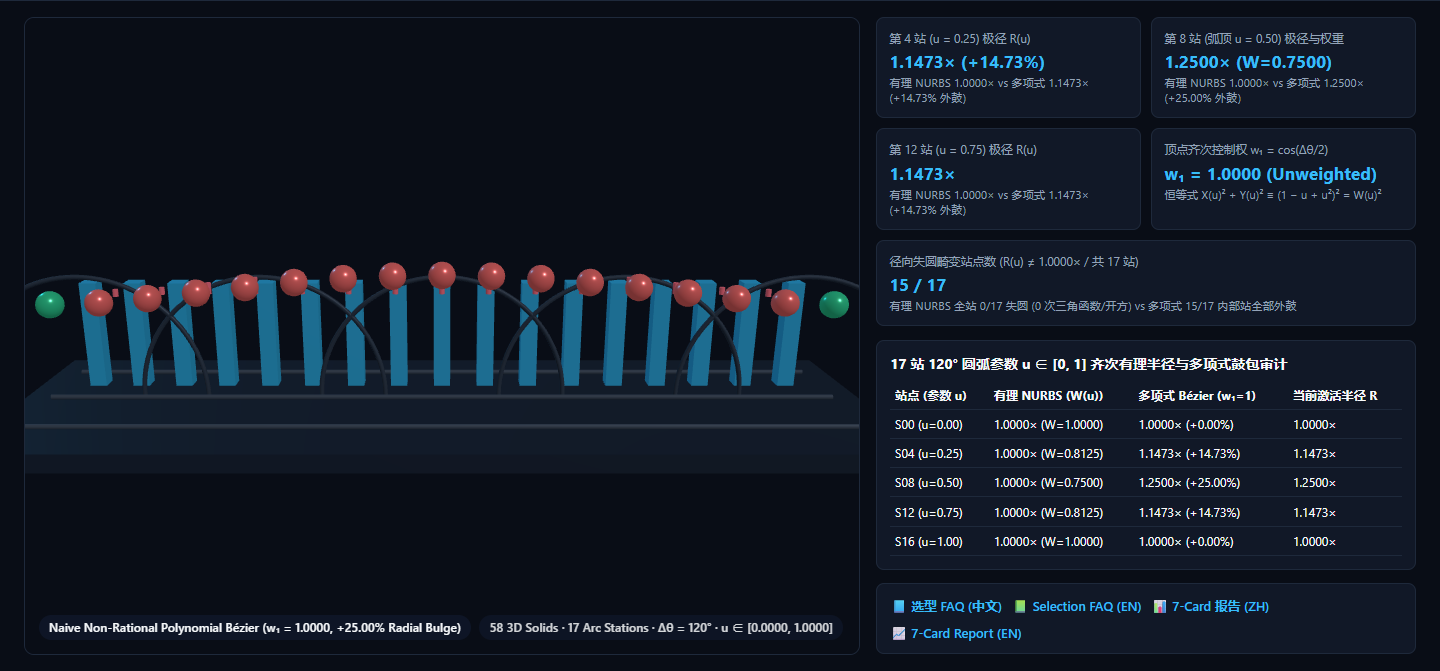 第 4 站 (u = 0.25) 极径 R(u)
1.1473× (+14.73%)
有理 NURBS 1.0000× vs 多项式 1.1473×
(+14.73% 外鼓)
第 8 站 (弧顶 u = 0.50) 极径与权重
1.2500× (W=0.7500)
有理 NURBS 1.0000× vs 多项式 1.2500×
(+25.00% 外鼓)
第 12 站 (u = 0.75) 极径 R(u)
1.1473×
有理 NURBS 1.0000× vs 多项式 1.1473×
(+14.73% 外鼓)
顶点齐次控制权 w₁ = cos(Δθ/2)
w₁ = 1.0000 (Unweighted)
恒等式 X(u)² + Y(u)² ≡ (1 − u + u²)² = W(u)²
径向失圆畸变站点数 (R(u) ≠ 1.0000× / 共 17 站)
15 / 17
有理 NURBS 全站 0/17 失圆 (0 次三角函数/开方) vs 多项式 15/17 内部站全部外鼓
17 站 120° 圆弧参数 u ∈ [0, 1] 齐次有理半径与多项式鼓包审计
站点 (参数 u) 有理 NURBS (W(u)) 多项式 Bézier (w₁=1) 当前激活半径 R
S00 (u=0.00) 1.0000× (W=1.0000) 1.0000× (+0.00%) 1.0000×
S04 (u=0.25) 1.0000× (W=0.8125) 1.1473× (+14.73%) 1.1473×
S08 (u=0.50) 1.0000× (W=0.7500) 1.2500× (+25.00%) 1.2500×
S12 (u=0.75) 1.0000× (W=0.8125) 1.1473× (+14.73%) 1.1473×
S16 (u=1.00) 1.0000× (W=1.0000) 1.0000× (+0.00%) 1.0000×
选型 FAQ (中文) Selection FAQ (EN) 7-Card 报告 (ZH)
7-Card Report (EN)
Naive Non-Rational Polynomial Bézier (w₁ = 1.0000, +25.00% Radial Bulge)
58 3D Solids · 17 Arc Stations · Δθ = 120° · u ∈ [0.0000, 1.0000]